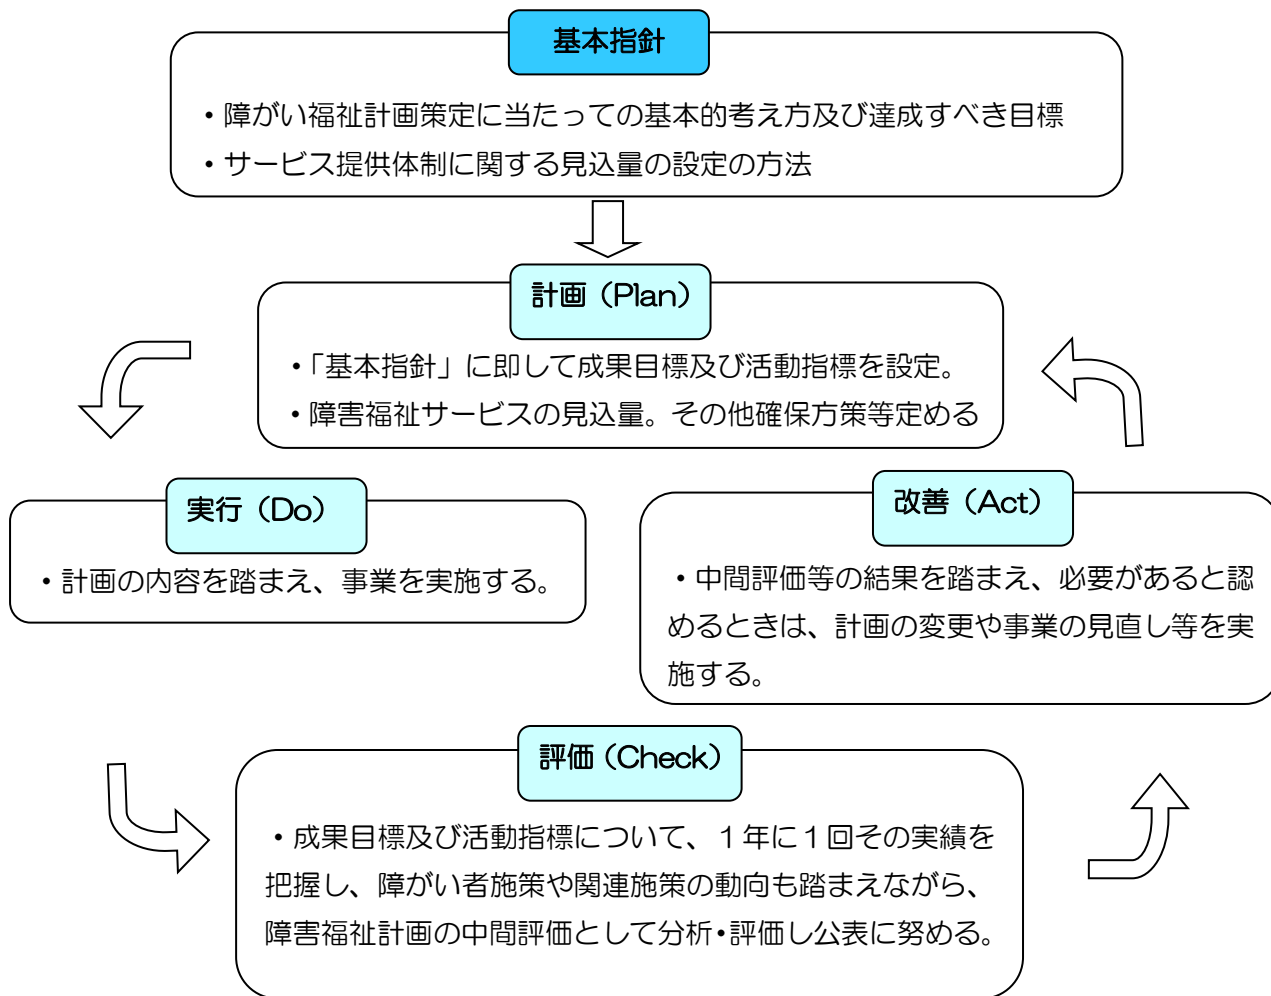 基本指針
・障がい福祉計画策定に当たっての基本的考え方及び達成すべき目標
・サービス提供体制に関する見込量の設定の方法
計画（Plan）
・「基本指針」に即して成果目標及び活動指標を設定。
・障害福祉サービスの見込量。その他確保方策等定める
実行（Do）
・計画の内容を踏まえ、事業を実施する。
改善（Act）
・中間評価等の結果を踏まえ、必要があると認
めるときは、計画の変更や事業の見直し等を実
施する。
評価（Check）
・成果目標及び活動指標について、１年に１回その実績を
把握し、障がい者施策や関連施策の動向も踏まえながら、
障害福祉計画の中間評価として分析・評価し公表に努める。